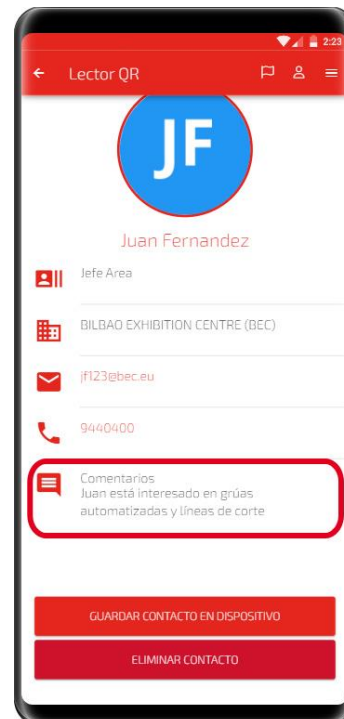 2:23
Lector QR
JF
Juan Fernandez
Jefe Area
BILBAO EXHIBITION CENTRE (BEC)
jf123@bec.eu
9440400
Comentarios
Juan está interesado en grúas
automatizadas y líneas de corte
GUARDAR CONTACTO EN DISPOSITIVO
ELIMINAR CONTACTO